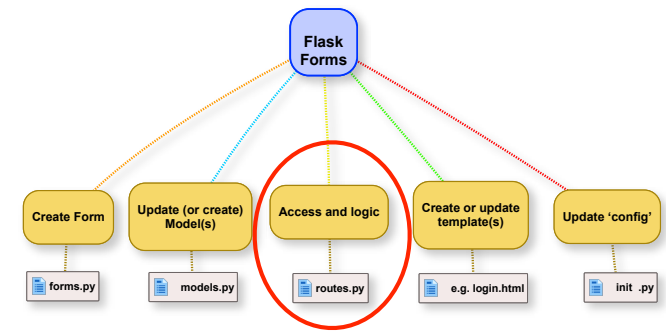 Flask
Forms
Create Form
Update (or create)
Model(s)
Access and logic
Create or update
template(s)
Update ‘config’
forms.py
models.py
routes.py
e.g. login.html
init .py